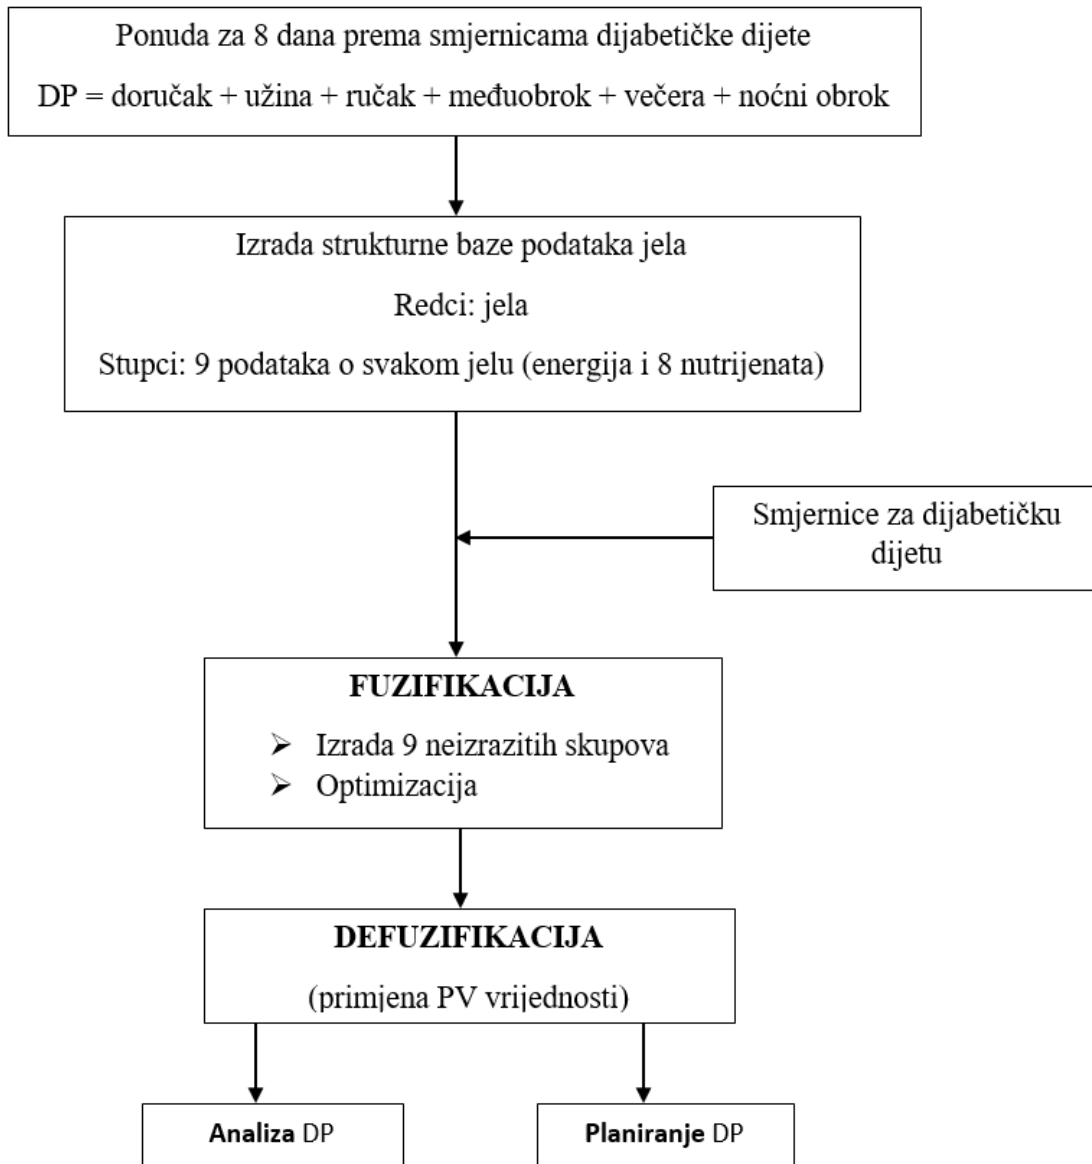 Ponuda za 8 dana prema smjernicama dijabetičke dijete
DP = doručak + užina + ručak + međuobrok + večera + noćni obrok
Izrada strukturne baze podataka jela
Redci: jela
Stupci: 9 podataka o svakom jelu (energija i 8 nutrijenata)
Smjernice za dijabetičku
dijetu
FUZIFIKACIJA
➢ Izrada 9 neizrazitih skupova
➢ Optimizacija
DEFUZIFIKACIJA
(primjena PV vrijednosti)
Analiza DP
Planiranje DP